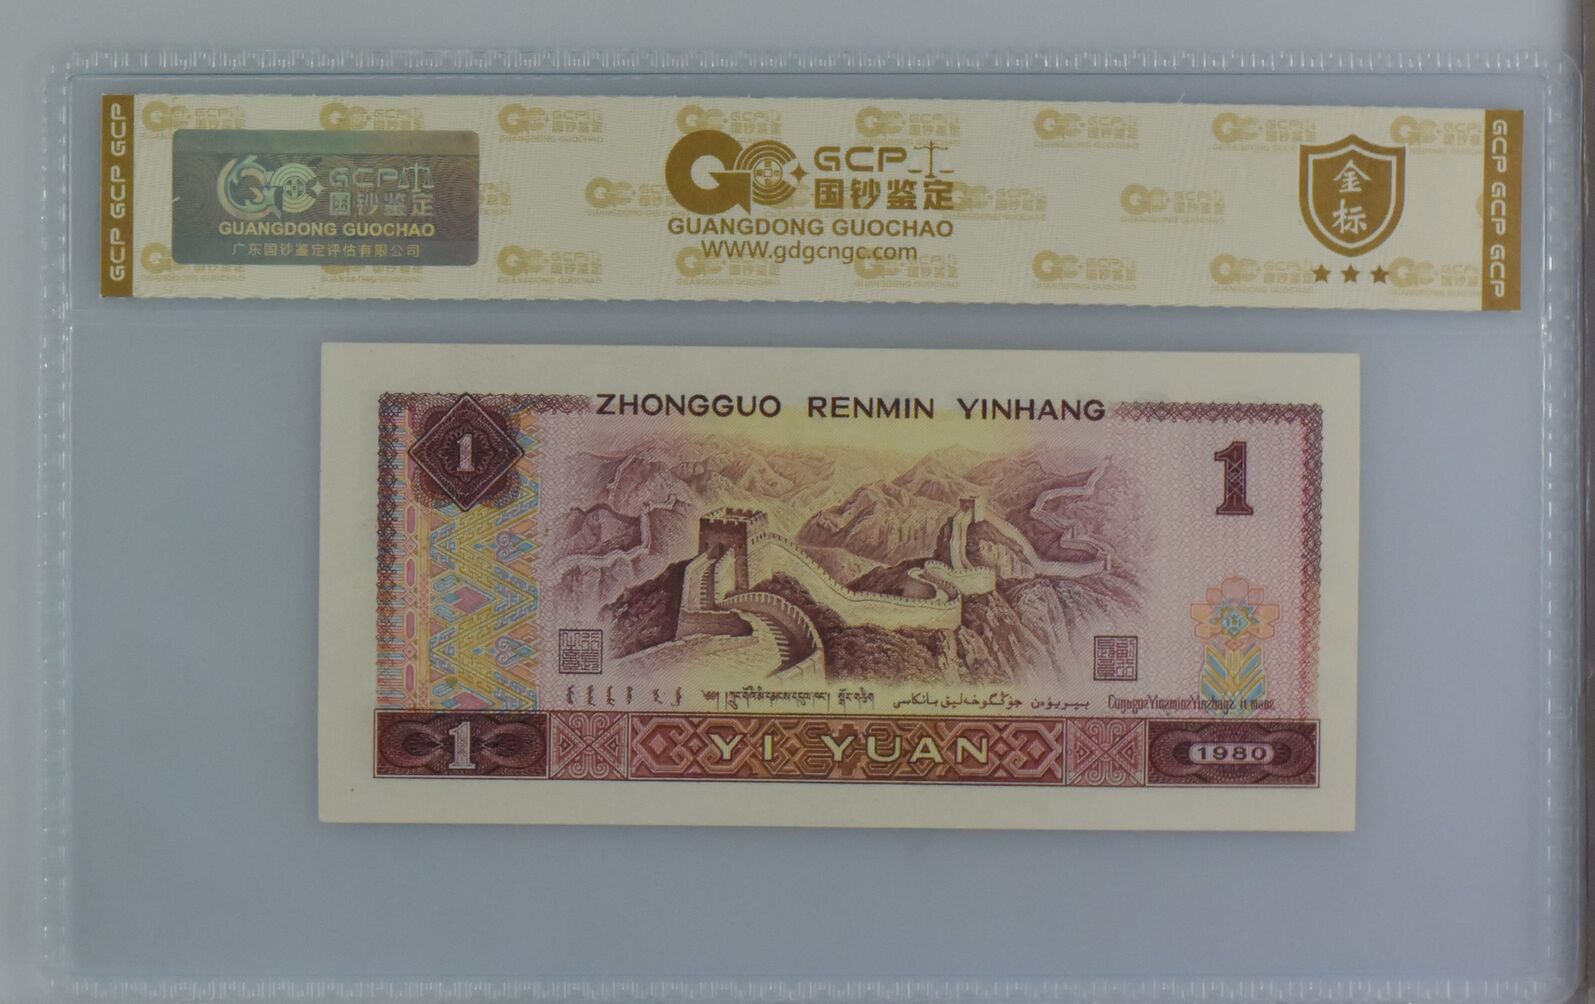 GCP GCP GCP
GCP
国钞鉴定
GUANGDONG GUOCHAO
广东国钞鉴定评估有限公司
GCP
国钞鉴定
GUANGDONG GUOCHAO
WWW.gdgcngc.com
金
标
GCP GCP GCP
ZHONGGUO RENMIN YINHANG
1
1
1
YI YUAN
1980